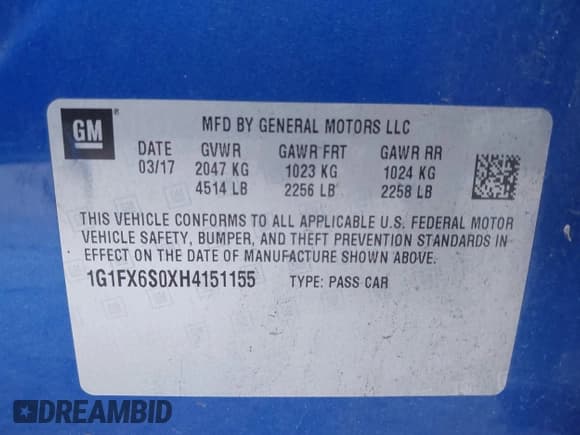 GM ®
MFD BY GENERAL MOTORS LLC
DATE GVWR GAWR FRT GAWR RR
03/17 2047 KG 1023 KG 1024 KG
4514 LB 2256 LB 2258 LB
THIS VEHICLE CONFORMS TO ALL APPLICABLE U.S. FEDERAL MOTOR
VEHICLE SAFETY, BUMPER, AND THEFT PREVENTION STANDARDS IN
EFFECT ON THE DATE OF MANUFACTURE SHOWN ABOVE.
1G1FX6S0XH4151155 TYPE: PASS CAR
DREAMBID